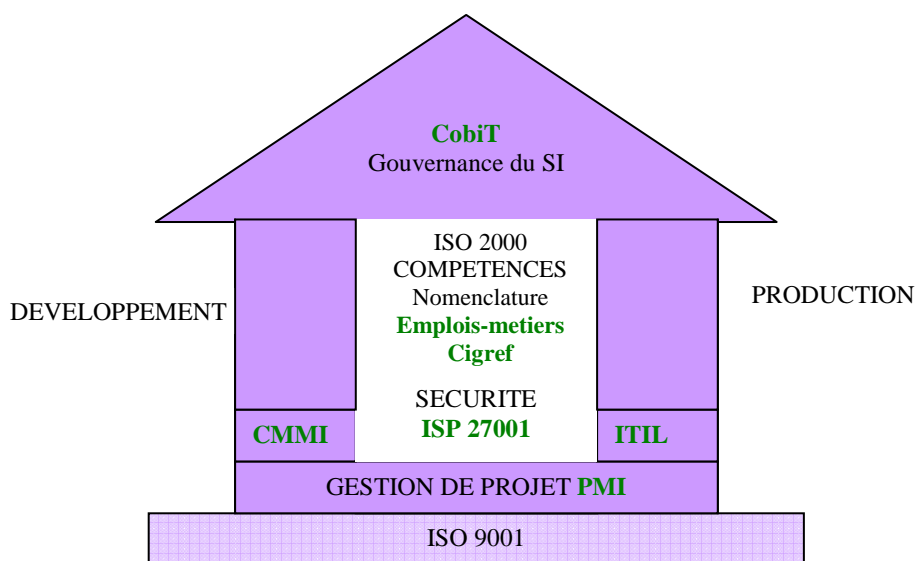 CobiT
Gouvernance du SI
ISO 2000
COMPETENCES
Nomenclature
Emplois-metiers
Cigref
DEVELOPPEMENT
PRODUCTION
SECURITE
ISP 27001
CMMI
ITIL
GESTION DE PROJET PMI
ISO 9001